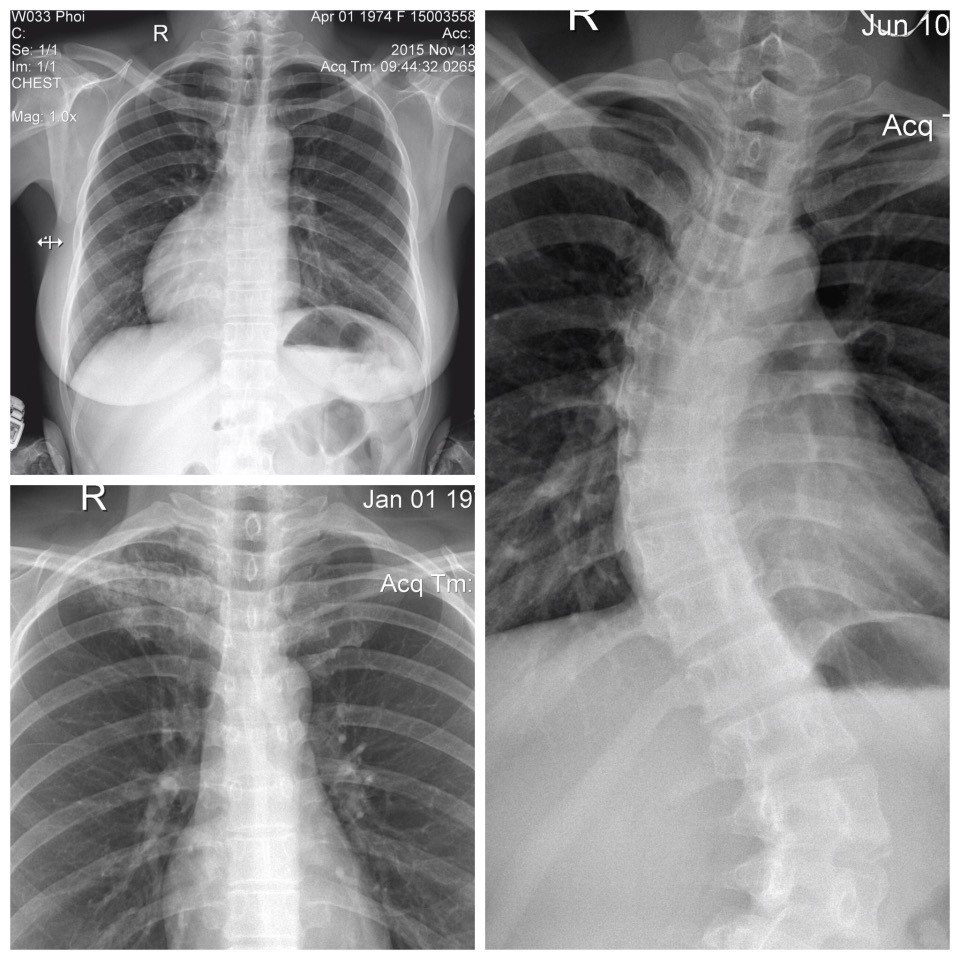 W033 Phoi
C:
Se: 1/1
Im: 1/1
CHEST
Mag: 1.0x
R
Apr 01 1974 F 15003558
Acc:
2015 Nov 13
Acq Tm: 09:44:32.0265
R
Jan 01 19
Acq Tm:
R
Jun 10
Acq